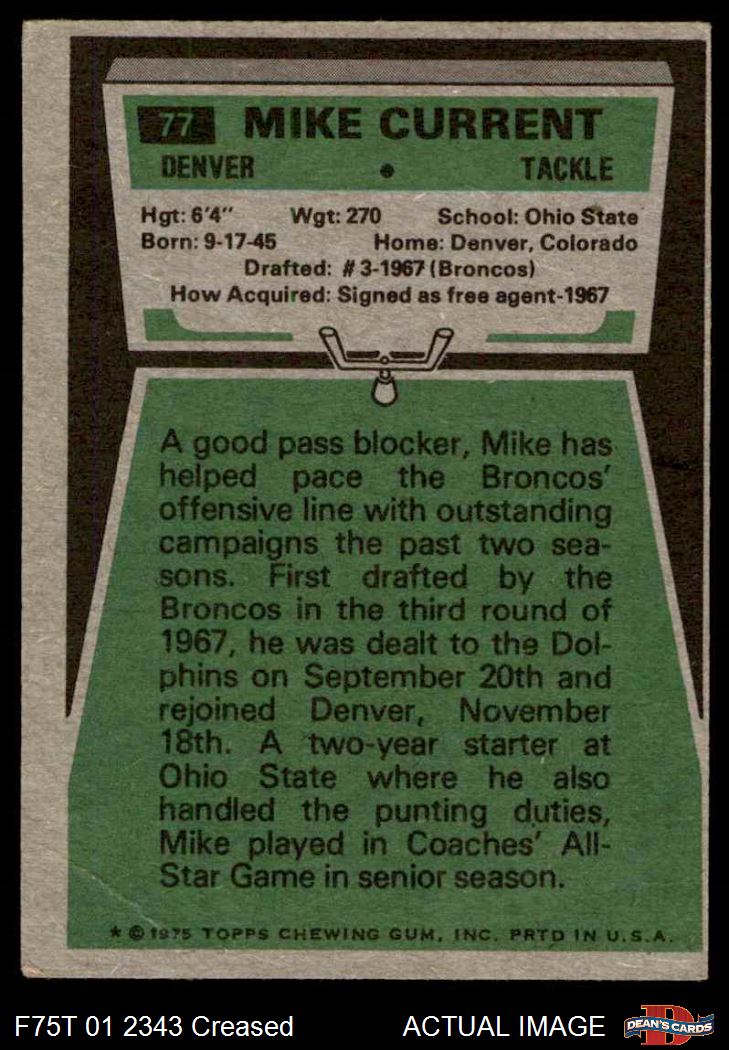 77 MIKE CURRENT
DENVER • TACKLE
Hgt: 6'4" Wgt: 270 School: Ohio State
Born: 9-17-45 Home: Denver, Colorado
Drafted: #3-1967 (Broncos)
How Acquired: Signed as free agent-1967
A good pass blocker, Mike has
helped pace the Broncos'
offensive line with outstanding
campaigns the past two sea-
sons. First drafted by the
Broncos in the third round of
1967, he was dealt to the Dol-
phins on September 20th and
rejoined Denver, November
18th. A two-year starter at
Ohio State where he also
handled the punting duties,
Mike played in Coaches' All-
Star Game in senior season.
* © 1975 TOPPS CHEWING GUM, INC. PRTD IN U.S.A.
F75T 01 2343 Creased ACTUAL IMAGE D DEAN'S CARDS